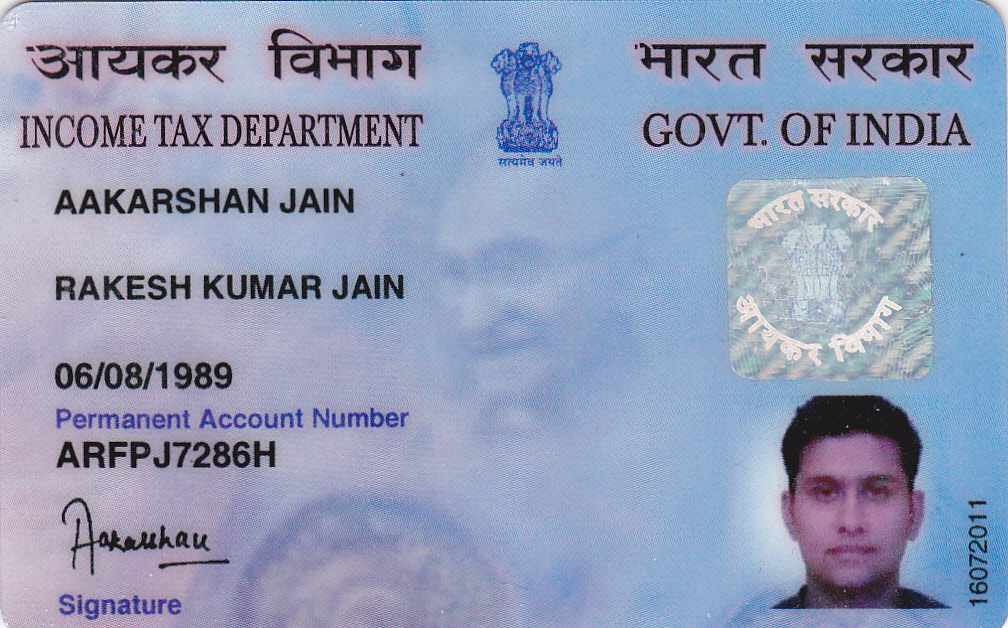 आयकर विभाग
INCOME TAX DEPARTMENT
सत्यमेव जयते
भारत सरकार
GOVT. OF INDIA
AAKARSHAN JAIN
RAKESH KUMAR JAIN
06/08/1989
Permanent Account Number
ARFPJ7286H
Aakarshan
Signature
भारत सरकार
आयकर विभाग
16072011